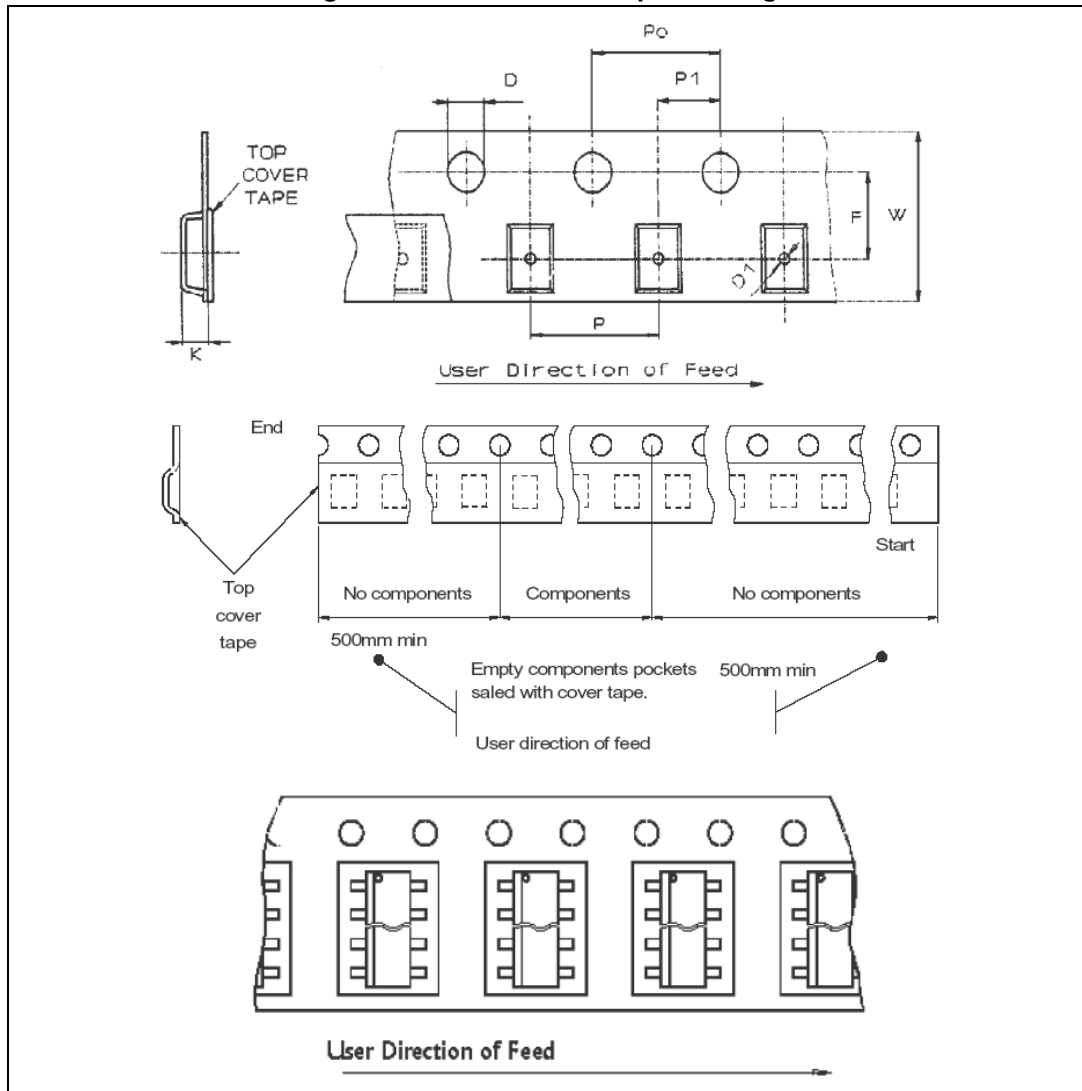 Po
D
P1
TOP
COVER
TAPE
F
W
D1
P
K
User Direction of Feed
End
Start
Top
cover
tape
No components
Components
No components
500mm min
Empty components pockets
saled with cover tape.
500mm min
User direction of feed
User Direction of Feed